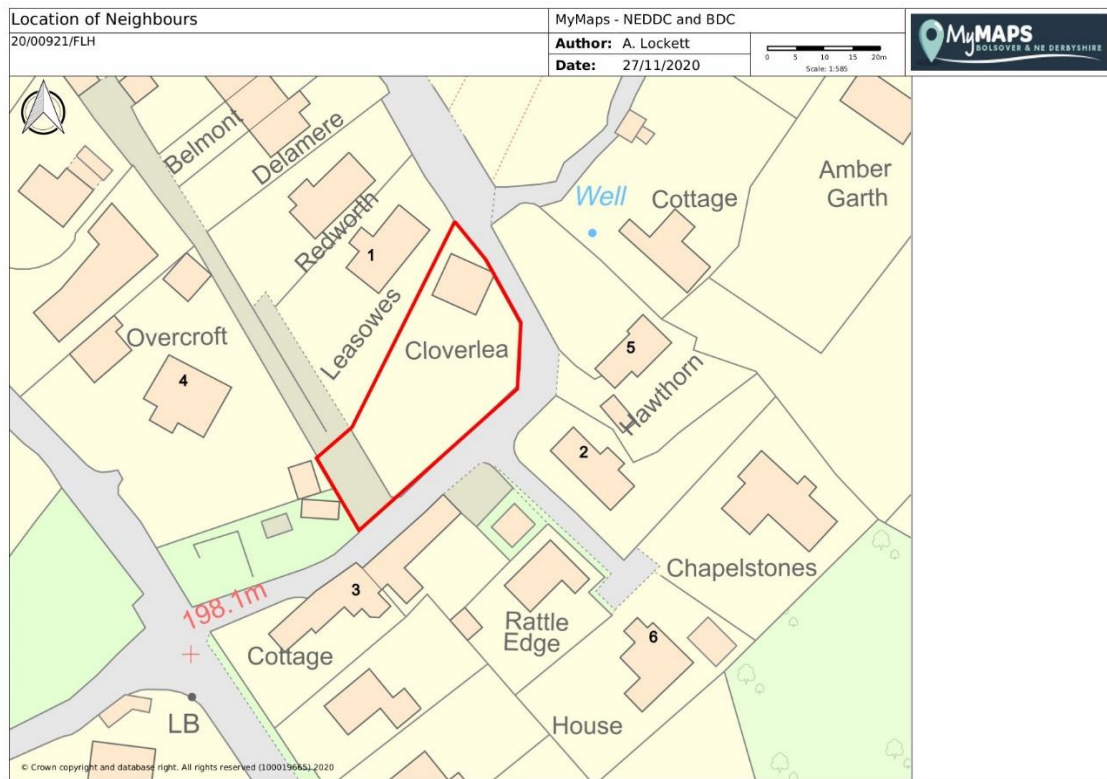 Location of Neighbours
20/00921/FLH
MyMaps - NEDDC and BDC
Author: A. Lockett
Date: 27/11/2020
0 5 10 15 20m
Scale: 1:585
MyMAPS
BOLSOVER & NE DERBYSHIRE
Belmont
Delamere
Redworth
1
Leasowes
Cloverlea
Overcroft
4
Well
Cottage
Amber
Garth
5
Hawthorn
2
Chapelstones
3
198.1m
Cottage
Rattle
Edge
6
House
LB
© Crown copyright and database right. All rights reserved (100019665) 2020